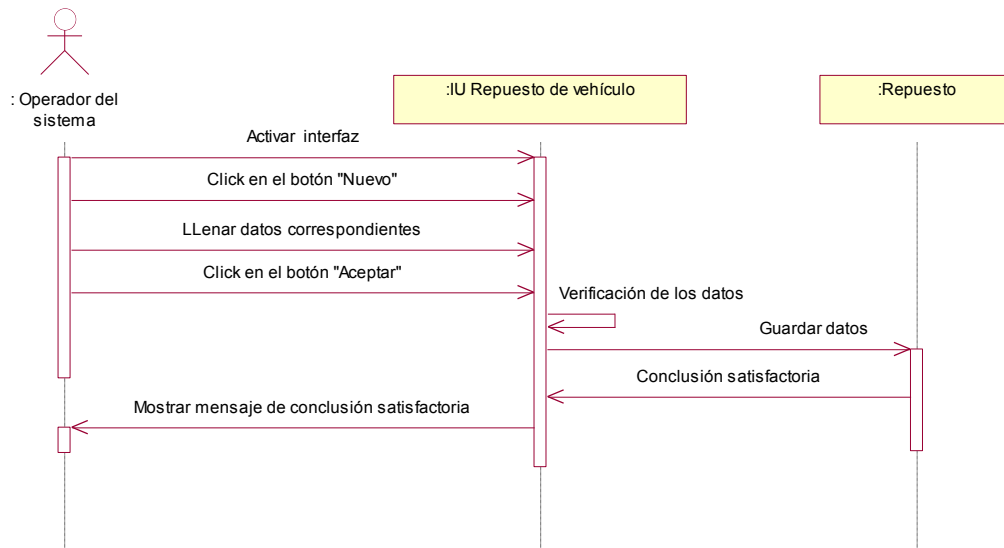 : Operador del
sistema
:IU Repuesto de vehículo
:Repuesto
Activar interfaz
Click en el botón "Nuevo"
LLenar datos correspondientes
Click en el botón "Aceptar"
Verificación de los datos
Guardar datos
Conclusión satisfactoria
Mostrar mensaje de conclusión satisfactoria